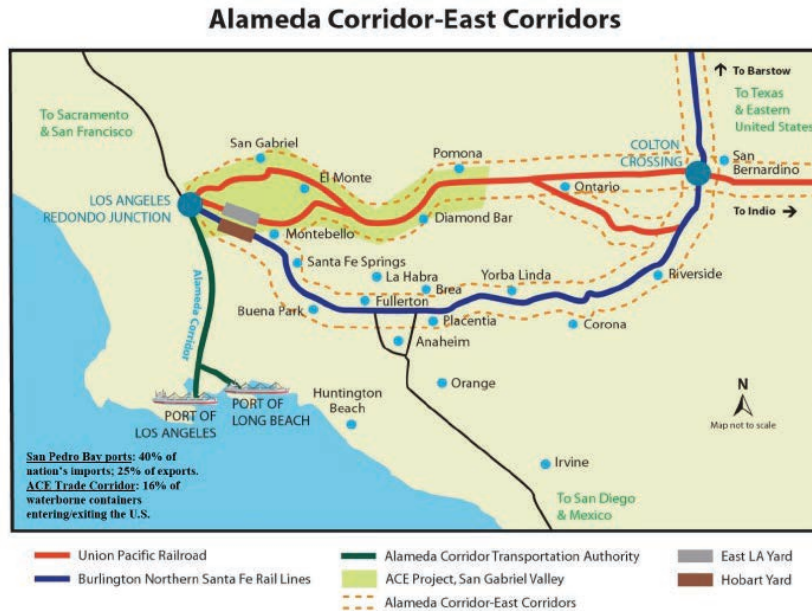 Alameda Corridor-East Corridors
To Barstow
To Sacramento
& San Francisco
To Texas
& Eastern
United States
San Gabriel
Pomona
COLTON
CROSSING
San
Bernardino
El Monte
Ontario
LOS ANGELES
REDONDO JUNCTION
Diamond Bar
To Indio
Montebello
Santa Fe Springs
La Habra
Yorba Linda
Riverside
Brea
Alameda Corridor
Fullerton
Buena Park
Placentia
Corona
Anaheim
Orange
Huntington
Beach
N
Map not to scale
PORT OF
LOS ANGELES
PORT OF
LONG BEACH
San Pedro Bay ports: 40% of
nation's imports; 25% of exports.
ACE Trade Corridor: 16% of
waterborne containers
entering/exiting the U.S.
Irvine
To San Diego
& Mexico
Union Pacific Railroad
Alameda Corridor Transportation Authority
East LA Yard
Burlington Northern Santa Fe Rail Lines
ACE Project, San Gabriel Valley
Hobart Yard
Alameda Corridor-East Corridors